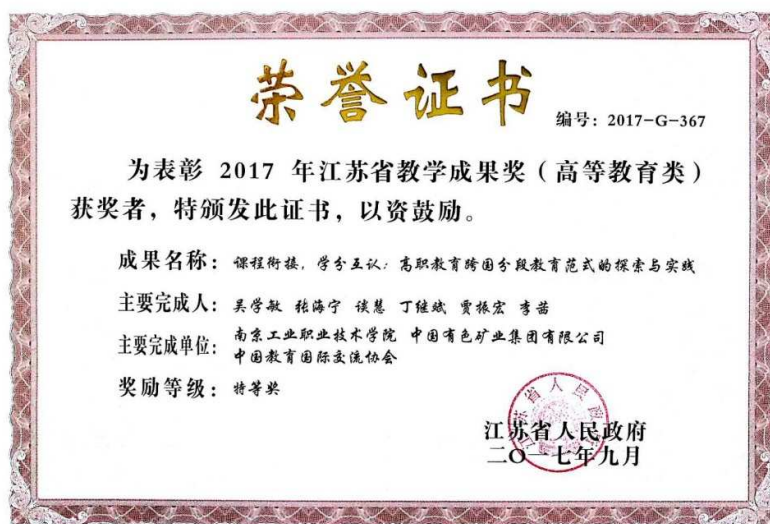 荣誉证书
编号：2017-G-367
为表彰 2017 年江苏省教学成果奖（高等教育类）
获奖者，特颁发此证书，以资鼓励。
成果名称：课程衔接，学分互认：高职教育跨国分段教育范式的探索与实践
主要完成人：吴学敏 张海宁 谈慧 丁继斌 贾振宏 李茜
主要完成单位：南京工业职业技术学院 中国有色矿业集团有限公司
中国教育国际交流协会
奖励等级：特等奖
江苏省人民政府
二〇一七年九月